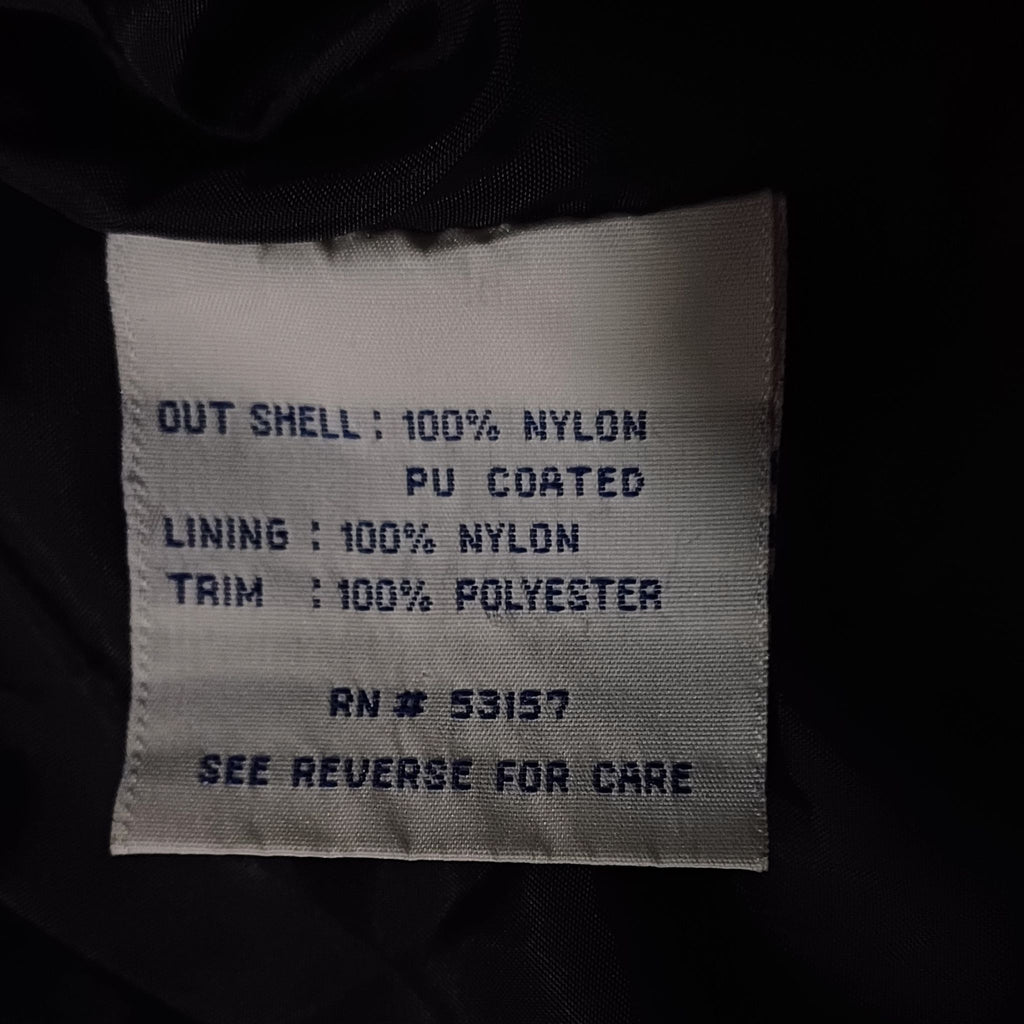 OUT SHELL : 100% NYLON
PU COATED
LINING : 100% NYLON
TRIM : 100% POLYESTER
RN # 53157
SEE REVERSE FOR CARE